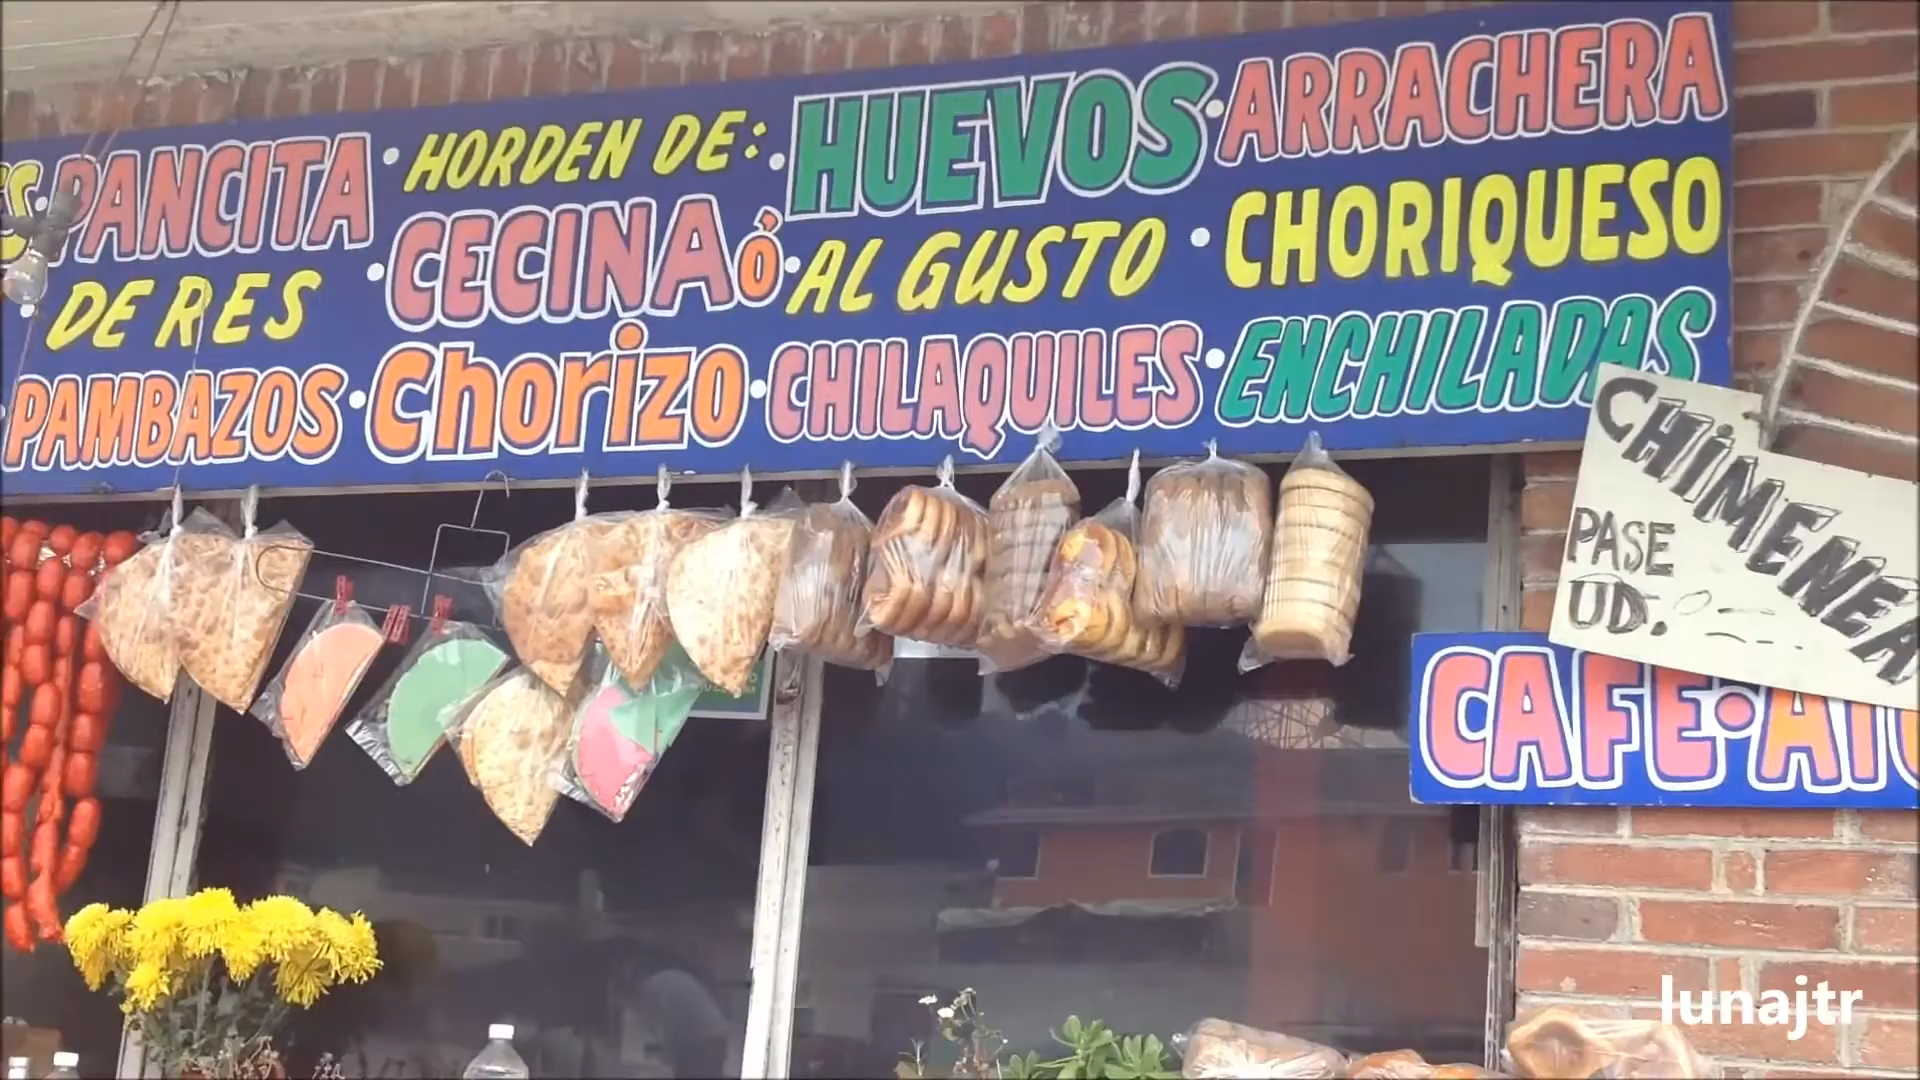 PANCITA
DE RES
PAMBAZOS
HORDEN DE:
CECINA Ó
Chorizo
HUEVOS
AL GUSTO
CHILAQUILES
ARRACHERA
CHORIQUESO
ENCHILADAS
CHIMENEA
PASE
UD.
CAFE
lunajtr